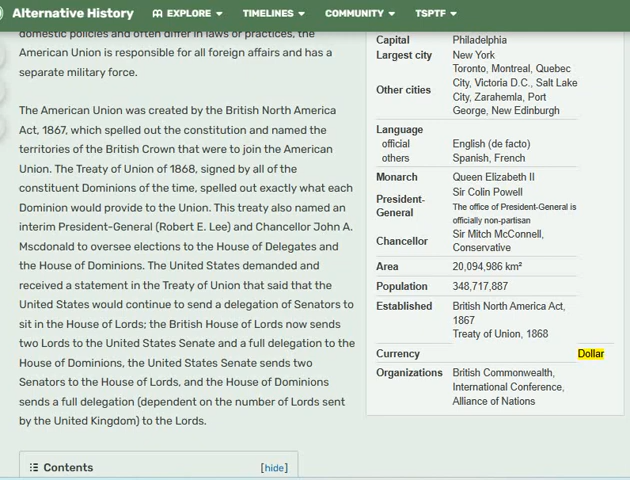 Alternative History
EXPLORE
TIMELINES
COMMUNITY
TSPTF
domestic policies and often differ in laws or practices, the
American Union is responsible for all foreign affairs and has a
separate military force.
The American Union was created by the British North America
Act, 1867, which spelled out the constitution and named the
territories of the British Crown that were to join the American
Union. The Treaty of Union of 1868, signed by all of the
constituent Dominions of the time, spelled out exactly what each
Dominion would provide to the Union. This treaty also named an
interim President-General (Robert E. Lee) and Chancellor John A.
Mscdonald to oversee elections to the House of Delegates and
the House of Dominions. The United States demanded and
received a statement in the Treaty of Union that said that the
United States would continue to send a delegation of Senators to
sit in the House of Lords; the British House of Lords now sends
two Lords to the United States Senate and a full delegation to the
House of Dominions, the United States Senate sends two
Senators to the House of Lords, and the House of Dominions
sends a full delegation (dependent on the number of Lords sent
by the United Kingdom) to the Lords.
Contents [hide]
Capital Philadelphia
Largest city New York
Other cities Toronto, Montreal, Quebec
City, Victoria D.C., Salt Lake
City, Zarahemla, Port
George, New Edinburgh
Language
official English (de facto)
others Spanish, French
Monarch Queen Elizabeth II
President-General Sir Colin Powell
The office of President-General is
officially non-partisan
Chancellor Sir Mitch McConnell,
Conservative
Area 20,094,986 km²
Population 348,717,887
Established British North America Act,
1867
Treaty of Union, 1868
Currency Dollar
Organizations British Commonwealth,
International Conference,
Alliance of Nations